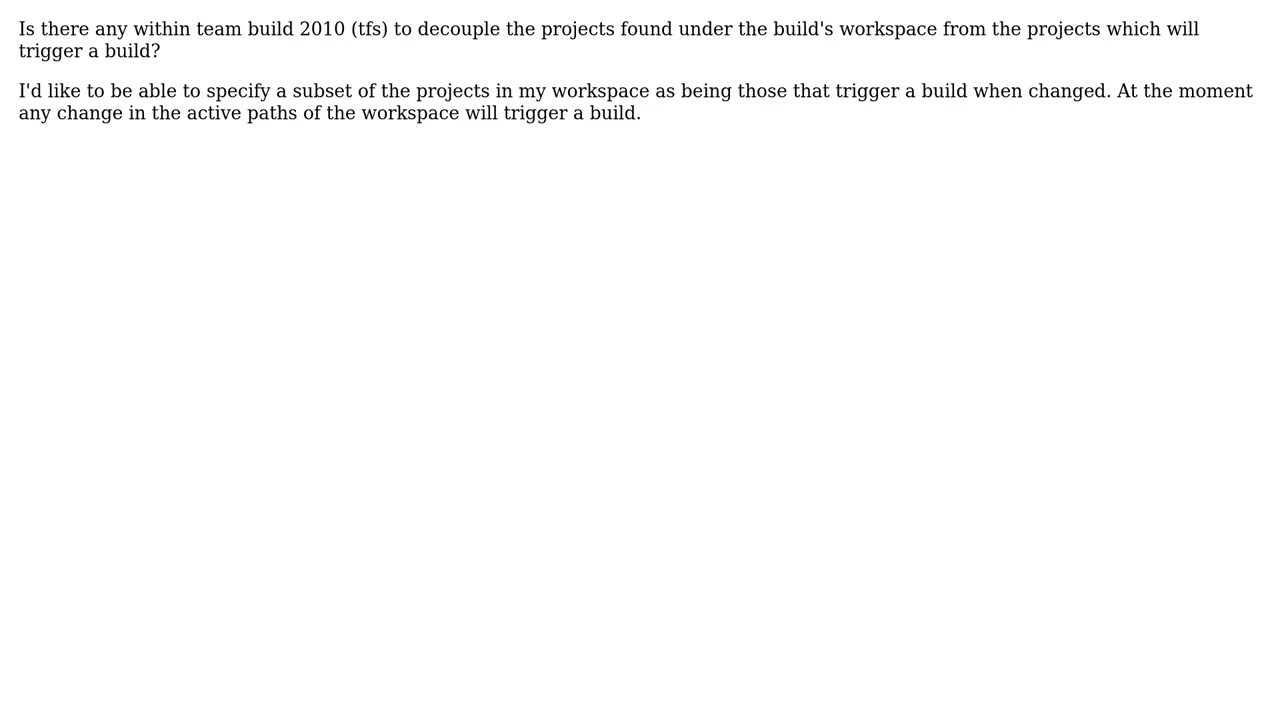 Is there any within team build 2010 (tfs) to decouple the projects found under the build's workspace from the projects which will
trigger a build?
I'd like to be able to specify a subset of the projects in my workspace as being those that trigger a build when changed. At the moment
any change in the active paths of the workspace will trigger a build.